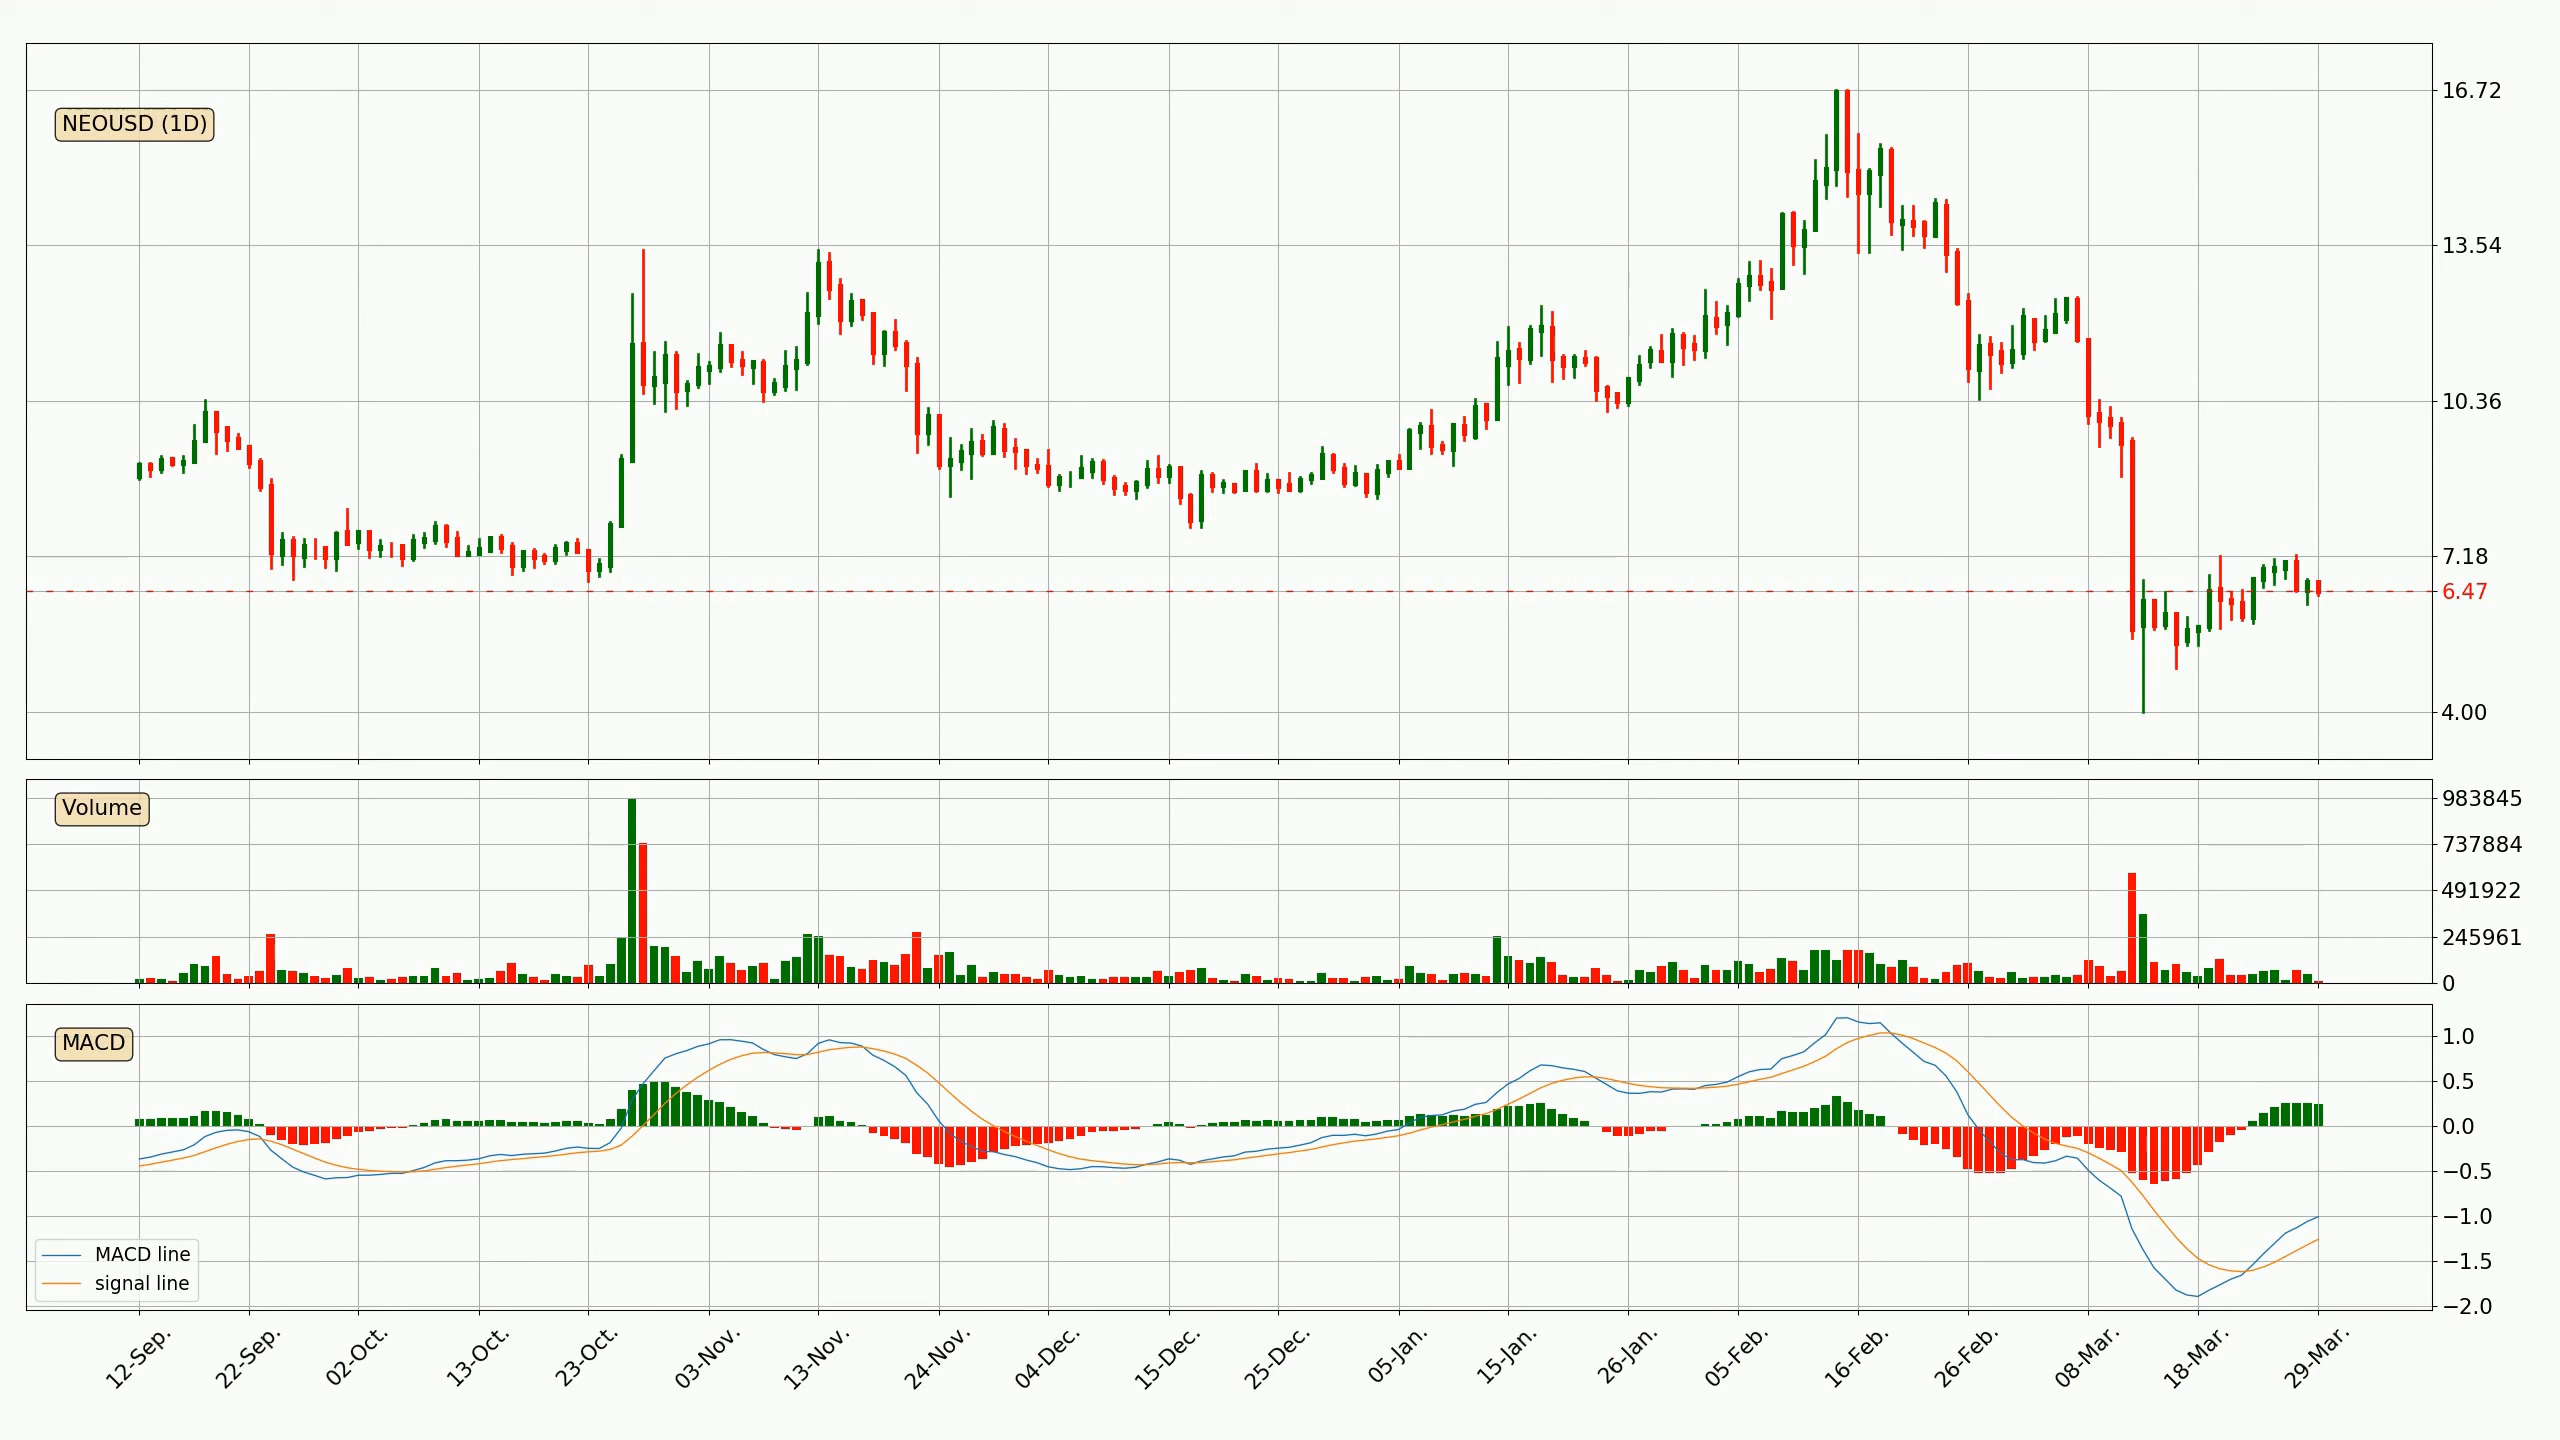 NEOUSD (1D)
16.72
13.54
10.36
7.18
6.47
4.00
Volume
983845
737884
491922
245961
0
MACD
1.0
0.5
0.0
−0.5
−1.0
−1.5
−2.0
MACD line
signal line
12-Sep.
22-Sep.
02-Oct.
13-Oct.
23-Oct.
03-Nov.
13-Nov.
24-Nov.
04-Dec.
15-Dec.
25-Dec.
05-Jan.
15-Jan.
26-Jan.
05-Feb.
16-Feb.
26-Feb.
08-Mar.
18-Mar.
29-Mar.